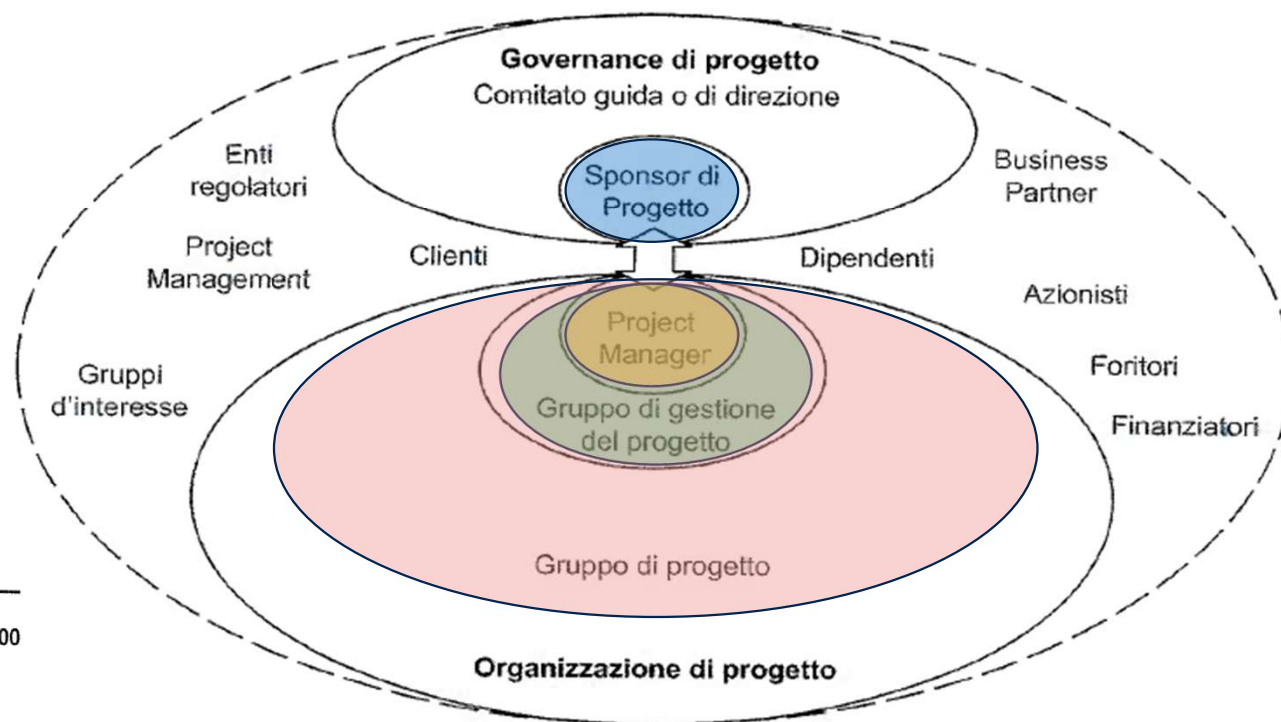 Governance di progetto
Comitato guida o di direzione
Enti
regolatori
Sponsor di
Progetto
Business
Partner
Project
Management
Clienti
Dipendenti
Azionisti
Project
Manager
Gruppi
d'interesse
Foritori
Gruppo di gestione
del progetto
Finanziatori
Gruppo di progetto
00
Organizzazione di progetto